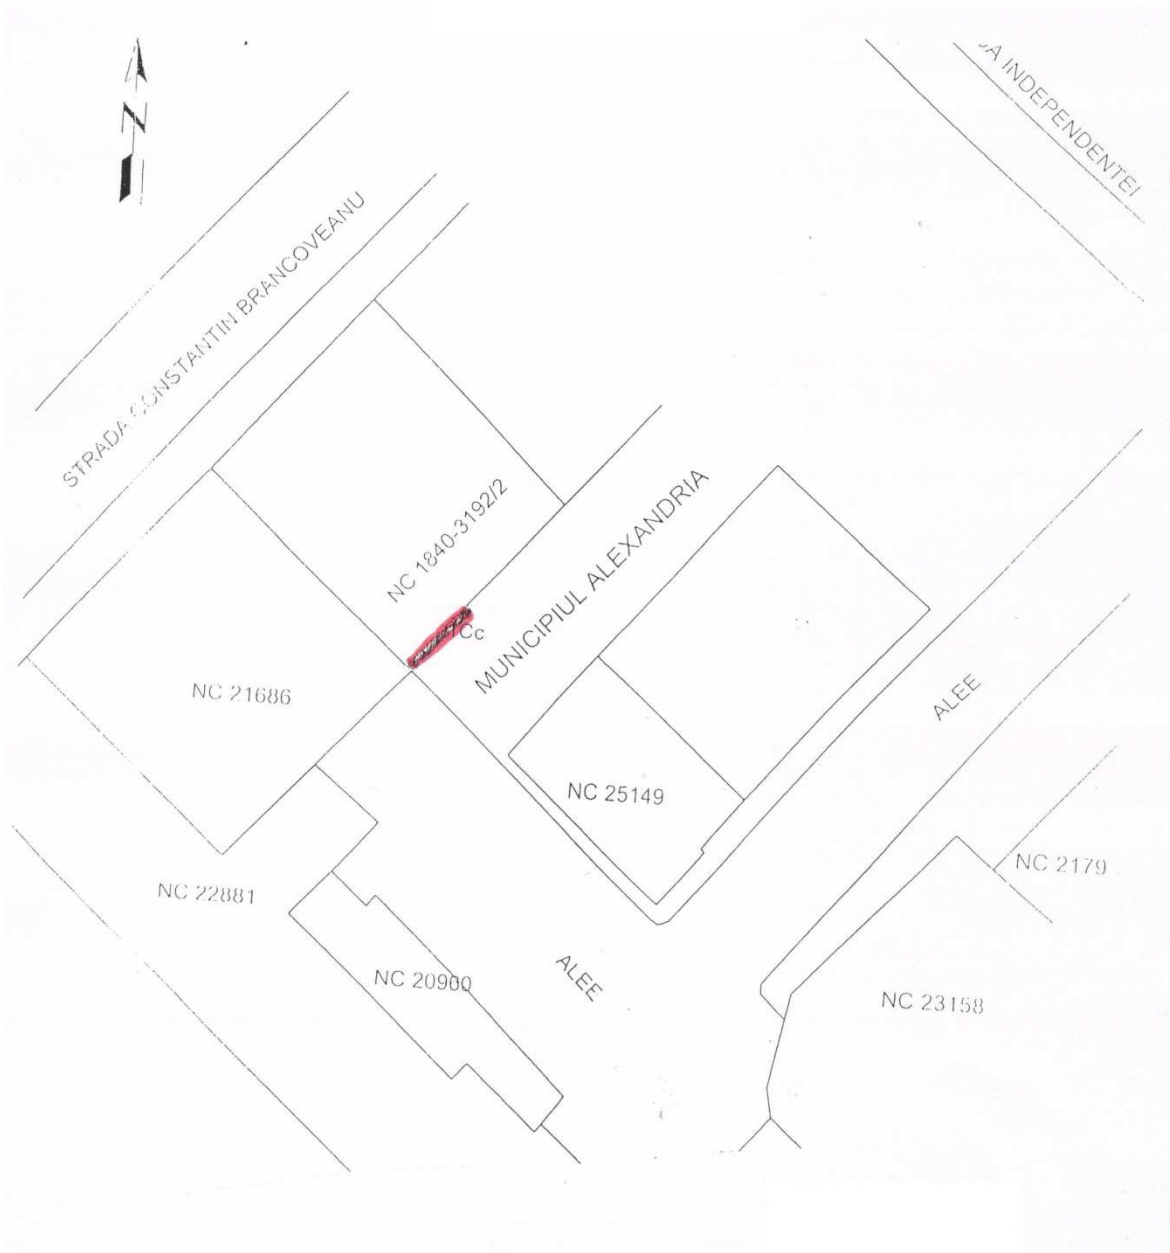 N
INDEPENDENTEI
STRADA CONSTANTIN BRANCOVEANU
NC 1840-3192/2
MUNICIPIUL ALEXANDRIA
1Cc
NC 21686
ALEE
NC 25149
NC 2179
NC 22881
NC 20900
ALEE
NC 23158